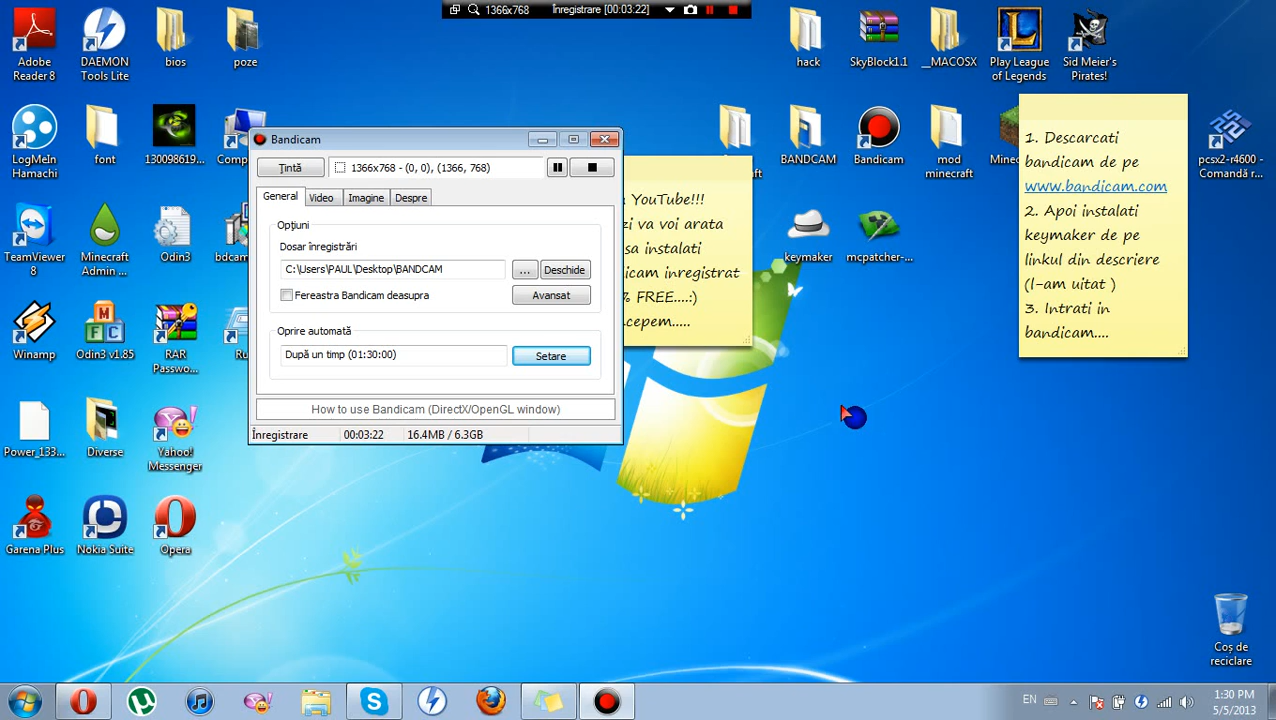 1366x768
Înregistrare [00:03:22]
Adobe
Reader 8
DAEMON
Tools Lite
bios
poze
hack
SkyBlock1.1
__MACOSX
Play League
of Legends
Sid Meier's
Pirates!
LogMeIn
Hamachi
font
130098619...
BANDCAM
Bandicam
mod
minecraft
pcsx2-r4600 -
Comandă r...
TeamViewer
8
Minecraft
Admin ...
Odin3
keymaker
mcpatcher-...
Winamp
Odin3 v1.85
RAR
Passwo...
Power_133...
Diverse
Yahoo!
Messenger
Garena Plus
Nokia Suite
Opera
Coș de
reciclare
Bandicam
Țintă
1366x768 - (0, 0), (1366, 768)
General
Video
Imagine
Despre
Opțiuni
Dosar înregistrări
C:\Users\PAUL\Desktop\BANDCAM
...
Deschide
Fereastra Bandicam deasupra
Avansat
Oprire automată
După un timp (01:30:00)
Setare
How to use Bandicam (DirectX/OpenGL window)
Înregistrare
00:03:22
16.4MB / 6.3GB
YouTube!!!
zi va voi arata
sa instalati
dicam inregistrat
% FREE....:)
cepem.....
1. Descarcati
bandicam de pe
www.bandicam.com
2. Apoi instalati
keymaker de pe
linkul din descriere
(l-am uitat )
3. Intrati in
bandicam....
EN
1:30 PM
5/5/2013